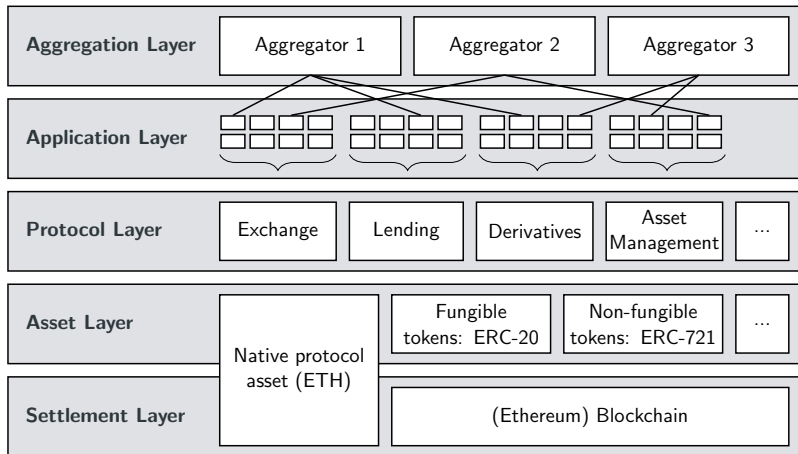 Aggregation Layer
Aggregator 1
Aggregator 2
Aggregator 3
Application Layer
Protocol Layer
Exchange
Lending
Derivatives
Asset
Management
...
Asset Layer
Native protocol
asset (ETH)
Fungible
tokens: ERC-20
Non-fungible
tokens: ERC-721
...
Settlement Layer
(Ethereum) Blockchain